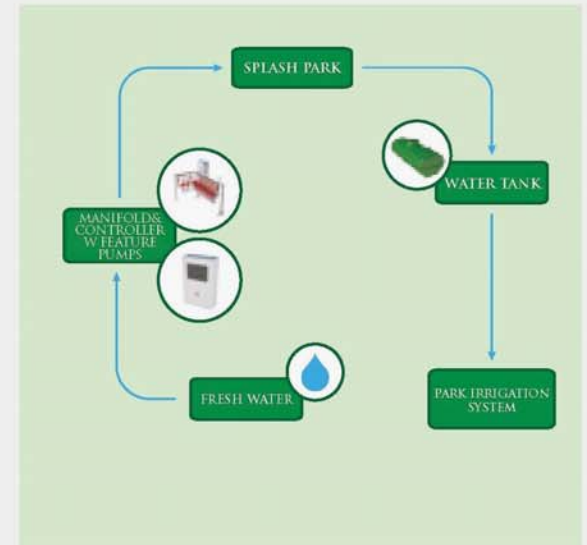 SPLASH PARK
WATER TANK
MANIFOLD&
CONTROLLER
W FEATURE
PUMPS
FRESH WATER
PARK IRRIGATION
SYSTEM